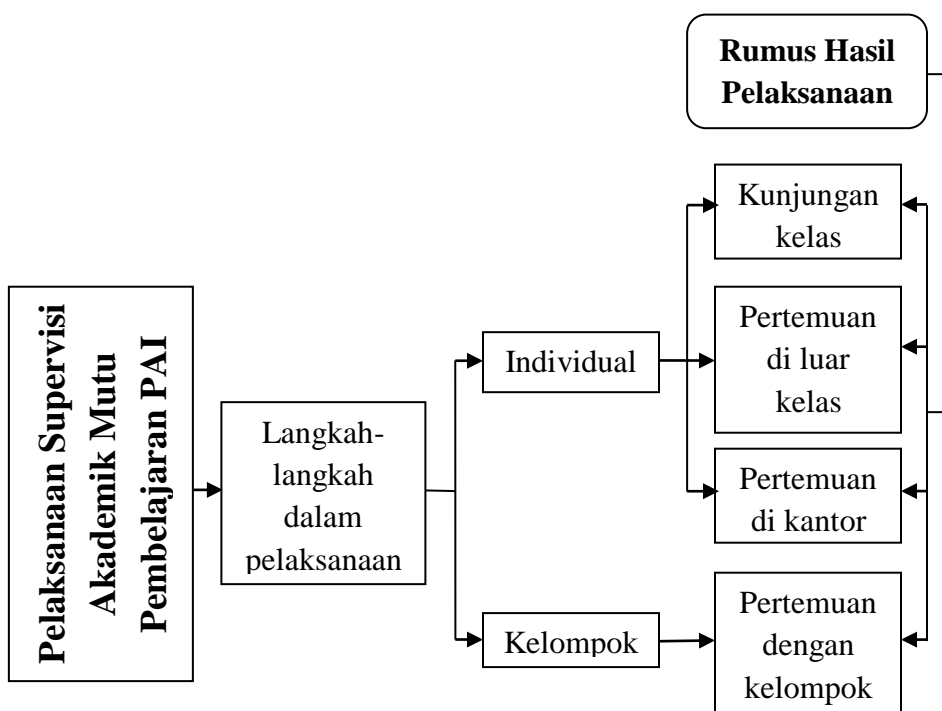 Rumus Hasil
Pelaksanaan
Pelaksanaan Supervisi
Akademik Mutu
Pembelajaran PAI
Langkah-
langkah
dalam
pelaksanaan
Individual
Kelompok
Kunjungan
kelas
Pertemuan
di luar
kelas
Pertemuan
di kantor
Pertemuan
dengan
kelompok